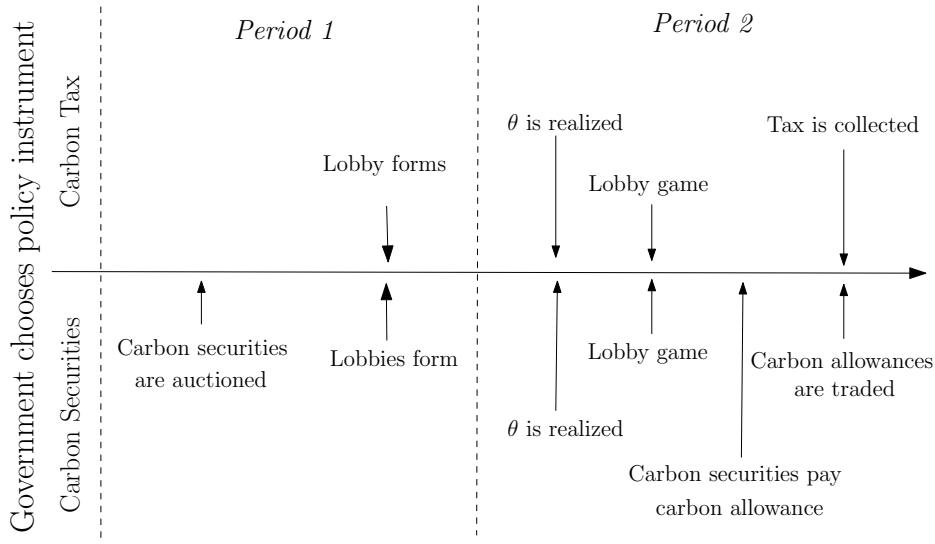 Government chooses policy instrument
Carbon Tax
Carbon Securities
Period 1
Period 2
θ is realized
Tax is collected
Lobby forms
Lobby game
Carbon securities
are auctioned
Lobbies form
Lobby game
Carbon allowances
are traded
θ is realized
Carbon securities pay
carbon allowance